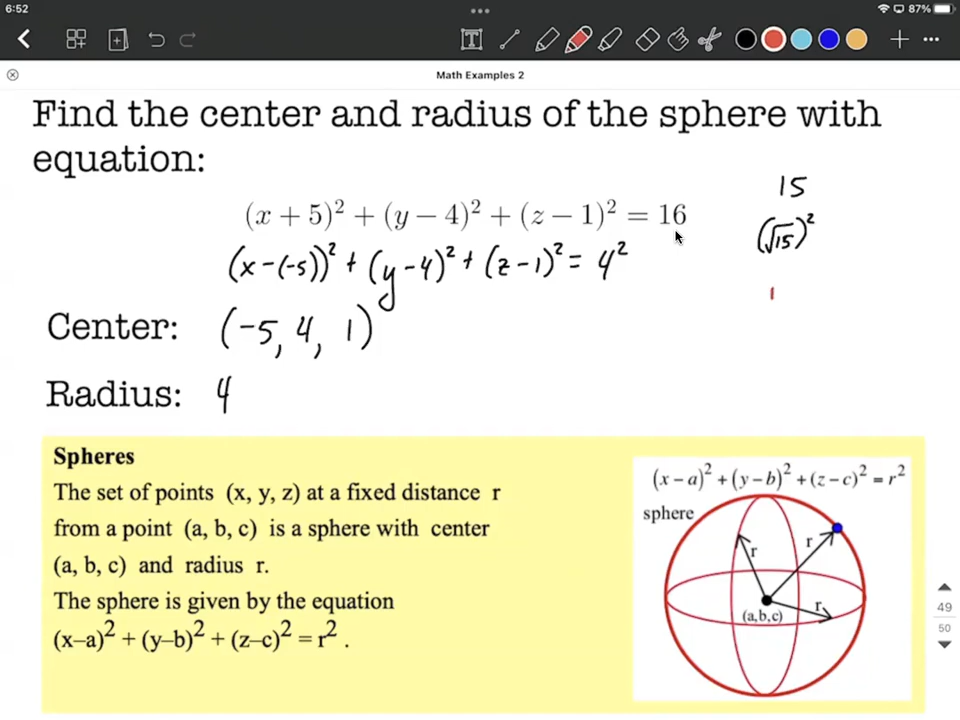 6:52
87%
Math Examples 2
Find the center and radius of the sphere with
equation:
(x + 5)² + (y − 4)² + (z − 1)² = 16
(x-(-5))² + (y-4)² + (z-1)² = 4²
15
(√15)²
Center: (-5, 4, 1)
Radius: 4
Spheres
The set of points (x, y, z) at a fixed distance r
from a point (a, b, c) is a sphere with center
(a, b, c) and radius r.
The sphere is given by the equation
(x–a)² + (y–b)² + (z–c)² = r² .
(x – a)² + (y – b)² + (z – c)² = r²
sphere
r
r
r
(a,b,c)
49
50